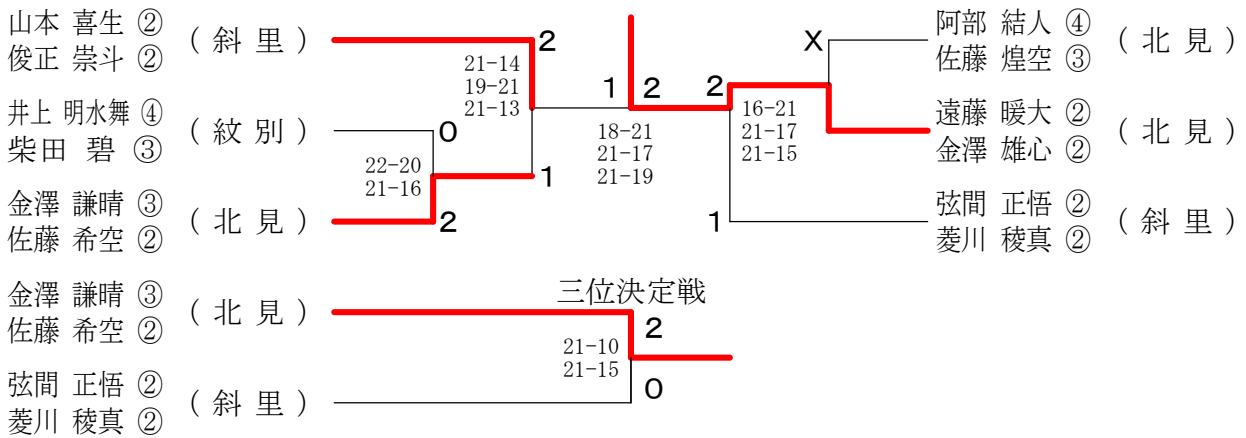 山本 喜生 ②
俊正 崇斗 ②
( 斜 里 )
井上 明水舞 ④
柴田 碧 ③
( 紋 別 )
金澤 謙晴 ③
佐藤 希空 ②
( 北 見 )
2
21-14
19-21
21-13
0
22-20
21-16
1
2
1 2
18-21
21-17
21-19
2
16-21
21-17
21-15
X
1
阿部 結人 ④
佐藤 煌空 ③
( 北 見 )
遠藤 暖大 ②
金澤 雄心 ②
( 北 見 )
弦間 正悟 ②
菱川 稜真 ②
( 斜 里 )
三位決定戦
金澤 謙晴 ③
佐藤 希空 ②
( 北 見 )
弦間 正悟 ②
菱川 稜真 ②
( 斜 里 )
2
21-10
21-15
0